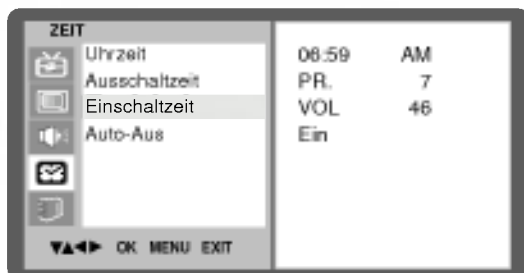 ZEIT
Uhrzeit
Ausschaltzeit
Einschaltzeit
Auto-Aus
06:59 AM
PR. 7
VOL 46
Ein
▼▲◀▶ OK MENU EXIT